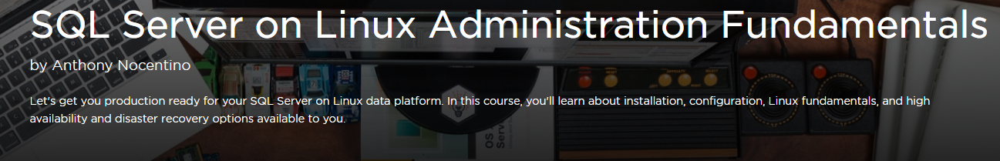 SQL Server on Linux Administration Fundamentals
by Anthony Nocentino
Let's get you production ready for your SQL Server on Linux data platform. In this course, you'll learn about installation, configuration, Linux fundamentals, and high
availability and disaster recovery options available to you.
OS
Serv